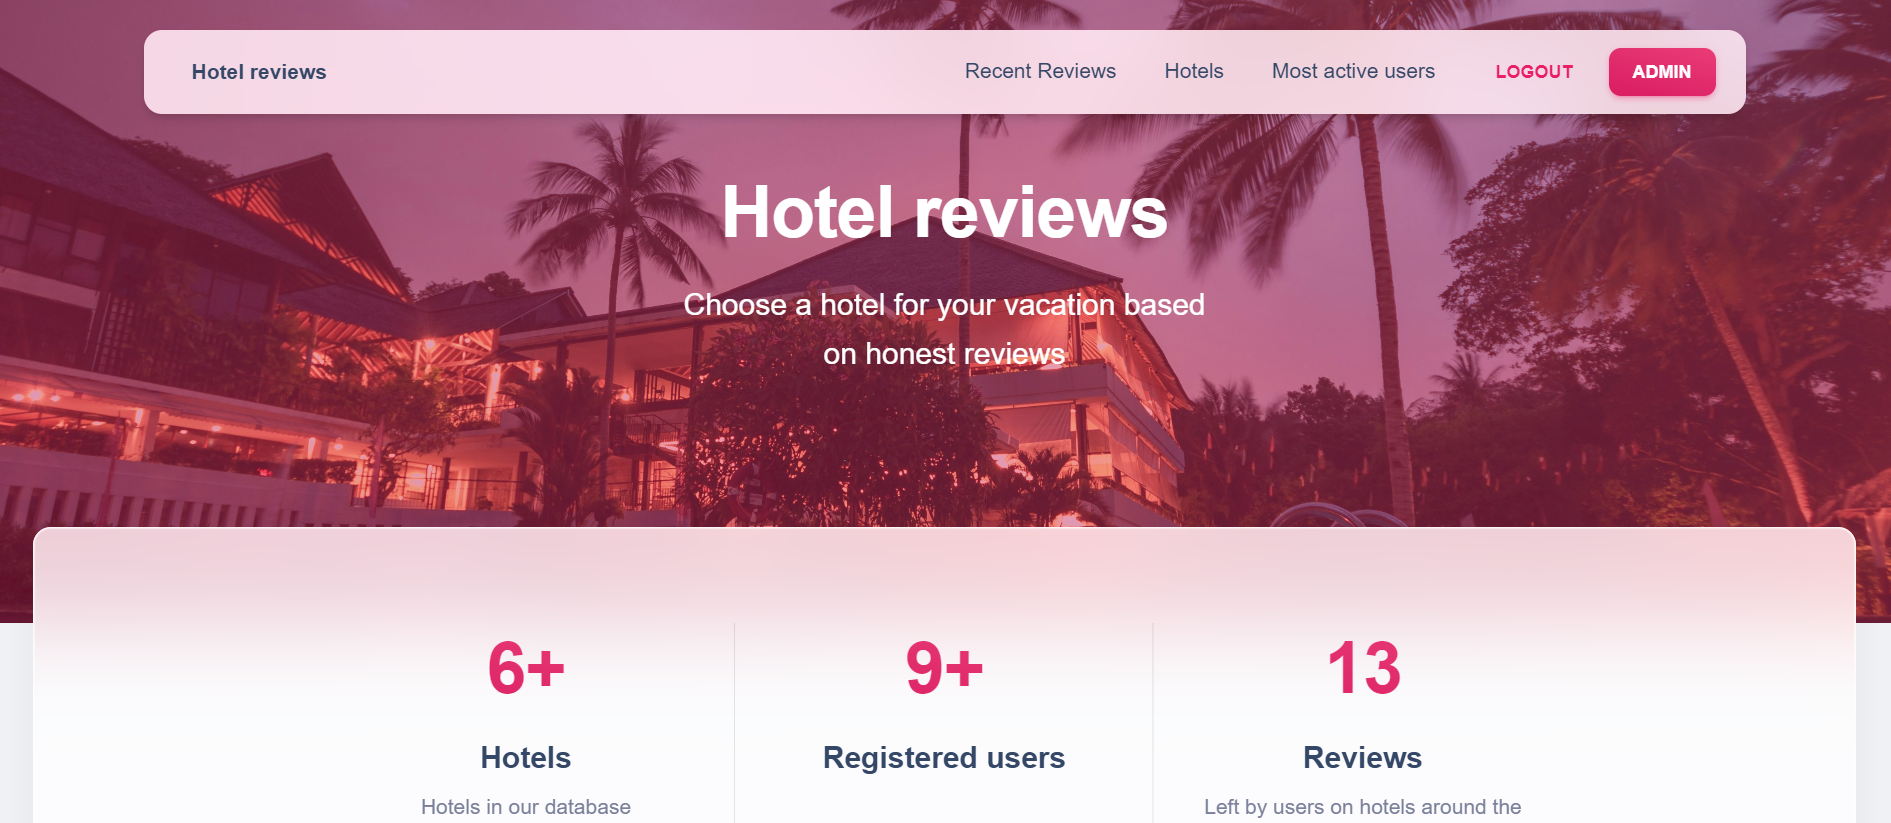 Hotel reviews
Recent Reviews
Hotels
Most active users
LOGOUT
ADMIN
Hotel reviews
Choose a hotel for your vacation based
on honest reviews
6+
Hotels
Hotels in our database
9+
Registered users
13
Reviews
Left by users on hotels around the